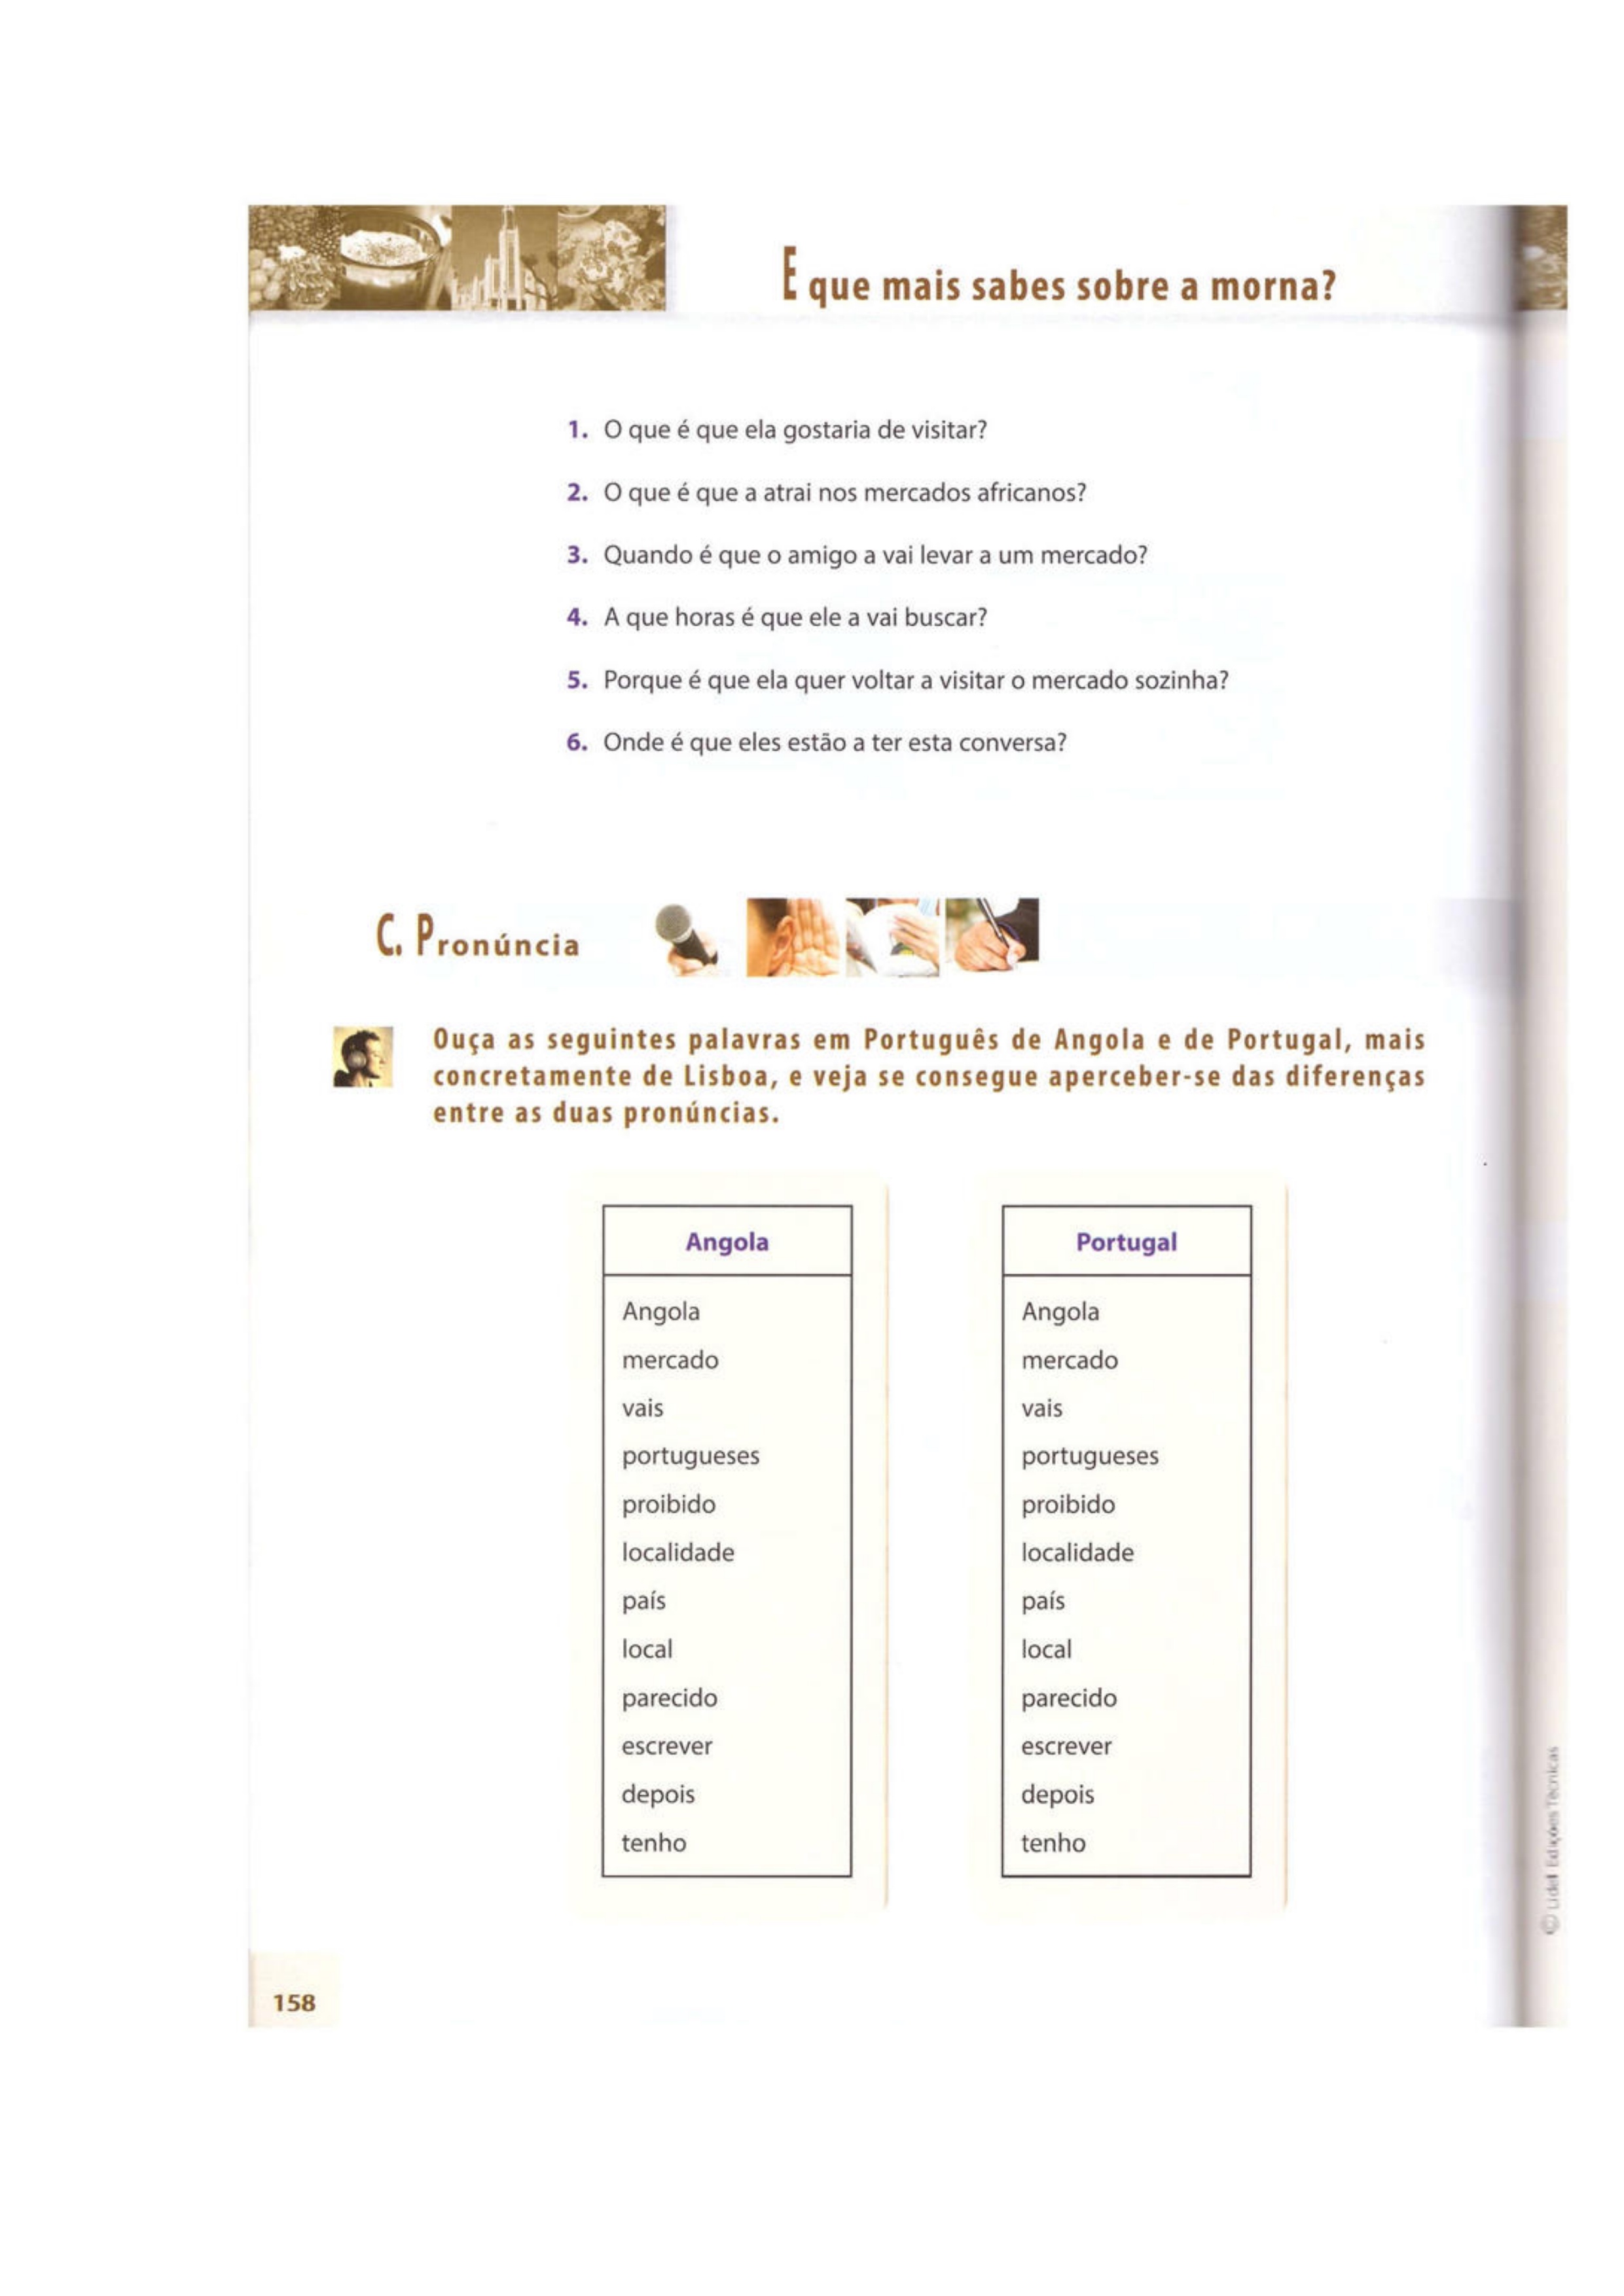 E que mais sabes sobre a morna?
1. O que é que ela gostaria de visitar?
2. O que é que a atrai nos mercados africanos?
3. Quando é que o amigo a vai levar a um mercado?
4. A que horas é que ele a vai buscar?
5. Porque é que ela quer voltar a visitar o mercado sozinha?
6. Onde é que eles estão a ter esta conversa?
C. Pronúncia
Ouça as seguintes palavras em Português de Angola e de Portugal, mais
concretamente de Lisboa, e veja se consegue aperceber-se das diferenças
entre as duas pronúncias.
Angola
Angola
mercado
vais
portugueses
proibido
localidade
país
local
parecido
escrever
depois
tenho
Portugal
Angola
mercado
vais
portugueses
proibido
localidade
país
local
parecido
escrever
depois
tenho
© Lidel Edições Técnicas
158